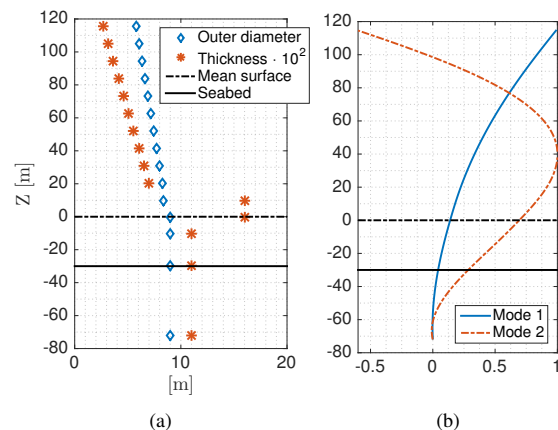 120
100
80
60
40
20
0
-20
-40
-60
-80
Z [m]
0
10
20
[m]
Outer diameter
Thickness · 10²
Mean surface
Seabed
(a)
120
100
80
60
40
20
0
-20
-40
-60
-80
-0.5
0
0.5
1
Mode 1
Mode 2
(b)